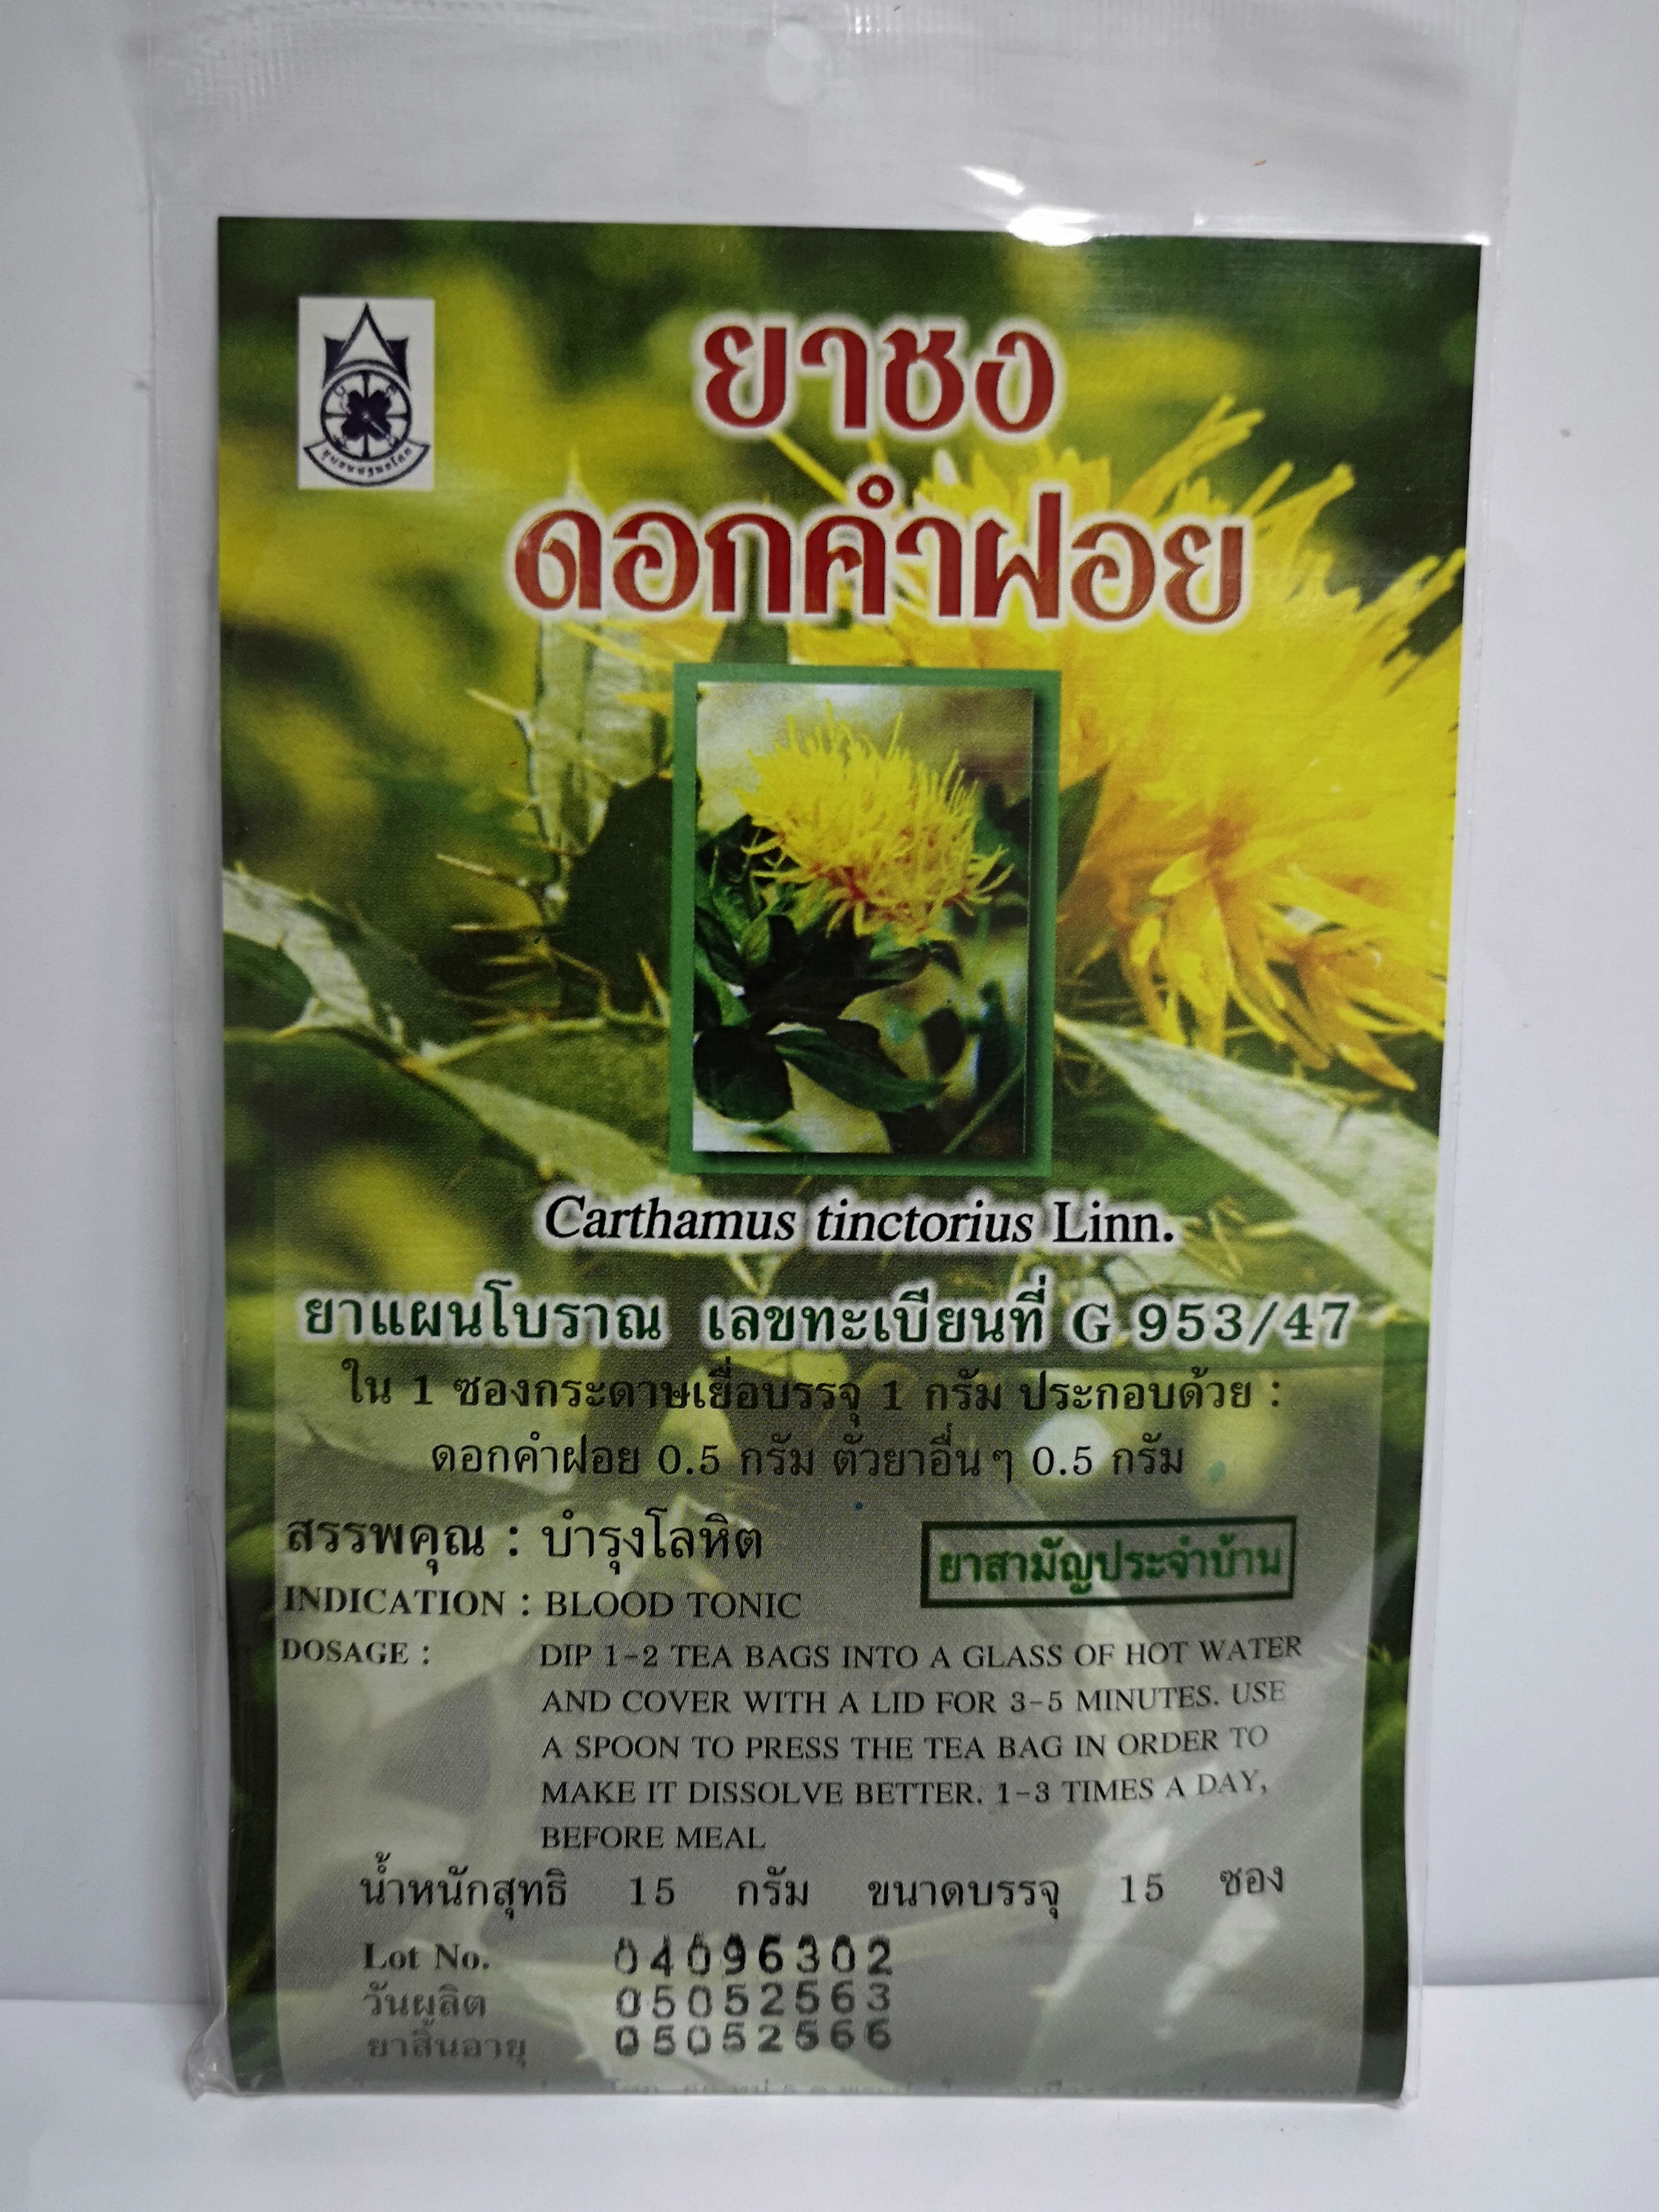 ยาชง
ดอกคำฝอย
Carthamus tinctorius Linn.
ยาแผนโบราณ เลขทะเบียนที่ G 953/47
ใน 1 ซองกระดาษเยื่อบรรจุ 1 กรัม ประกอบด้วย :
ดอกคำฝอย 0.5 กรัม ตัวยาอื่นๆ 0.5 กรัม
สรรพคุณ : บำรุงโลหิต
ยาสามัญประจำบ้าน
INDICATION : BLOOD TONIC
DOSAGE : DIP 1-2 TEA BAGS INTO A GLASS OF HOT WATER
AND COVER WITH A LID FOR 3-5 MINUTES. USE
A SPOON TO PRESS THE TEA BAG IN ORDER TO
MAKE IT DISSOLVE BETTER. 1-3 TIMES A DAY,
BEFORE MEAL
น้ำหนักสุทธิ 15 กรัม ขนาดบรรจุ 15 ซอง
Lot No. 04096302
วันผลิต 05052563
ยาสิ้นอายุ 05052566